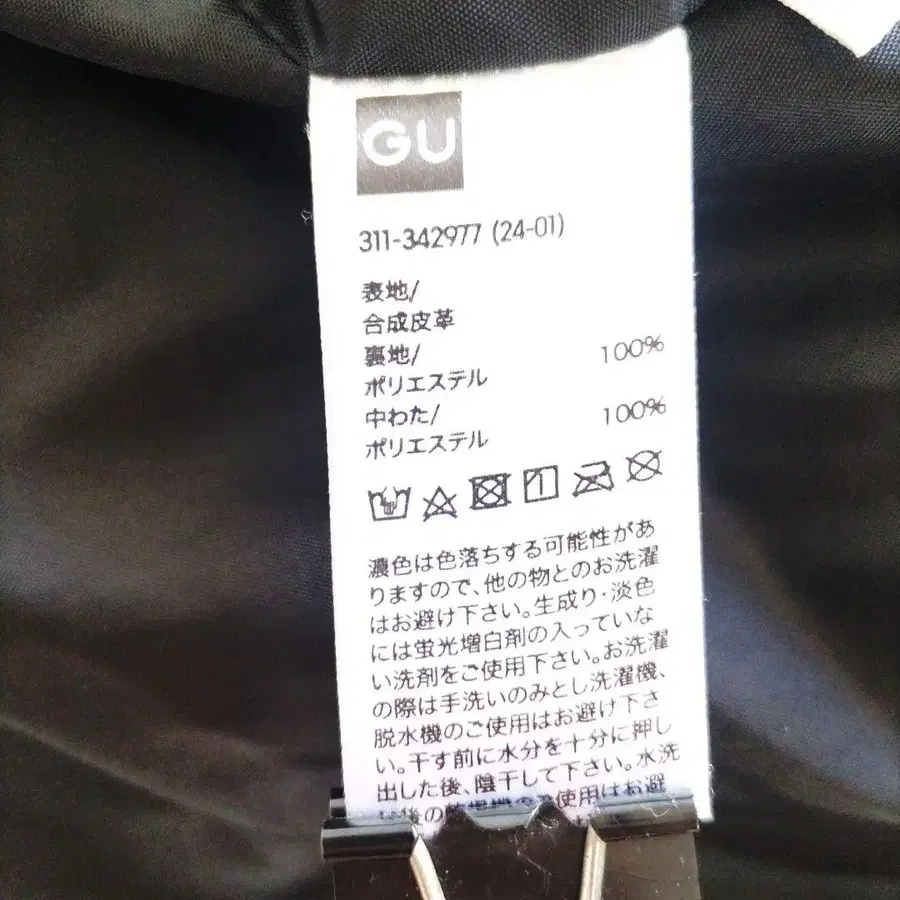 GU
311-342977 (24-01)
表地/
合成皮革
裏地/
ポリエステル 100%
中わた/
ポリエステル 100%
濃色は色落ちする可能性があ
りますので、他の物とのお洗濯
はお避け下さい。生成り・淡色
には蛍光増白剤の入っていな
い洗剤をご使用下さい。お洗濯
の際は手洗いのみとし洗濯機、
脱水機のご使用はお避け下さ
い。干す前に水分を十分に押し
出した後、陰干して下さい。水洗
後の使用はお避